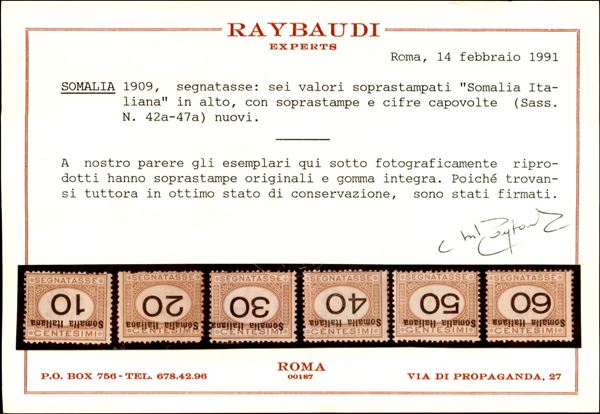 RAYBAUDI
EXPERTS
Roma, 14 febbraio 1991
SOMALIA 1909, segnatasse: sei valori soprastampati "Somalia Ita-
liana" in alto, con soprastampe e cifre capovolte (Sass.
N. 42a-47a) nuovi.
A nostro parere gli esemplari qui sotto fotograficamente ripro-
dotti hanno soprastampe originali e gomma integra. Poiché trovan-
si tuttora in ottimo stato di conservazione, sono stati firmati.
SEGNATASSE SEGNATASSE SEGNATASSE SEGNATASSE SEGNATASSE SEGNATASSE
10 20 30 40 50 60
Somalia Italiana Somalia Italiana Somalia Italiana Somalia Italiana Somalia Italiana Somalia Italiana
CENTESIMI CENTESIMI CENTESIMI CENTESIMI CENTESIMI CENTESIMI
P.O. BOX 756 - TEL. 678.42.96
ROMA
00187
VIA DI PROPAGANDA, 27